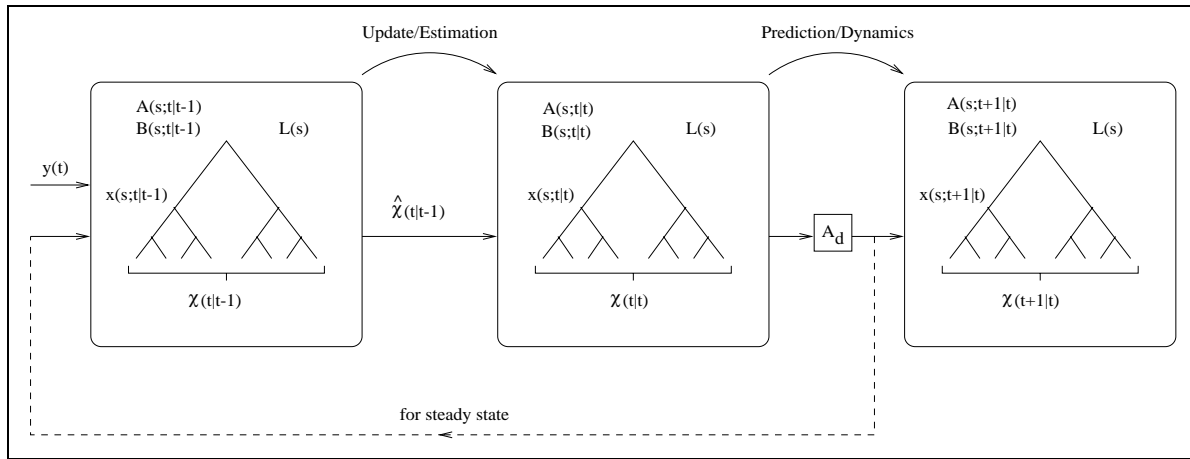 Update/Estimation
Prediction/Dynamics
A(s;t|t-1)
B(s;t|t-1)
L(s)
y(t)
x(s;t|t-1)
χ(t|t-1)
χ̂(t|t-1)
A(s;t|t)
B(s;t|t)
L(s)
x(s;t|t)
χ(t|t)
A_d
A(s;t+1|t)
B(s;t+1|t)
L(s)
x(s;t+1|t)
χ(t+1|t)
for steady state